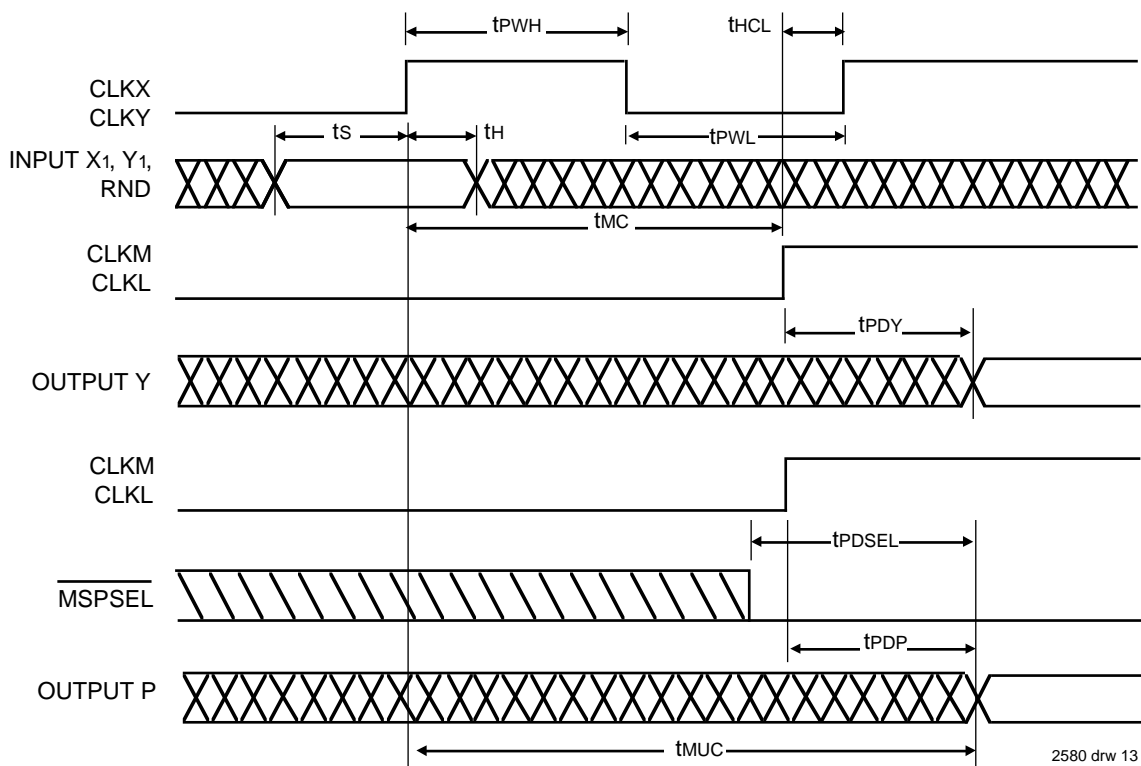 tPWH
tHCL
CLKX
CLKY
tS
tH
tPWL
INPUT X1, Y1,
RND
tMC
CLKM
CLKL
tPDY
OUTPUT Y
CLKM
CLKL
tPDSEL
MSPSEL
tPDP
OUTPUT P
tMUC
2580 drw 13